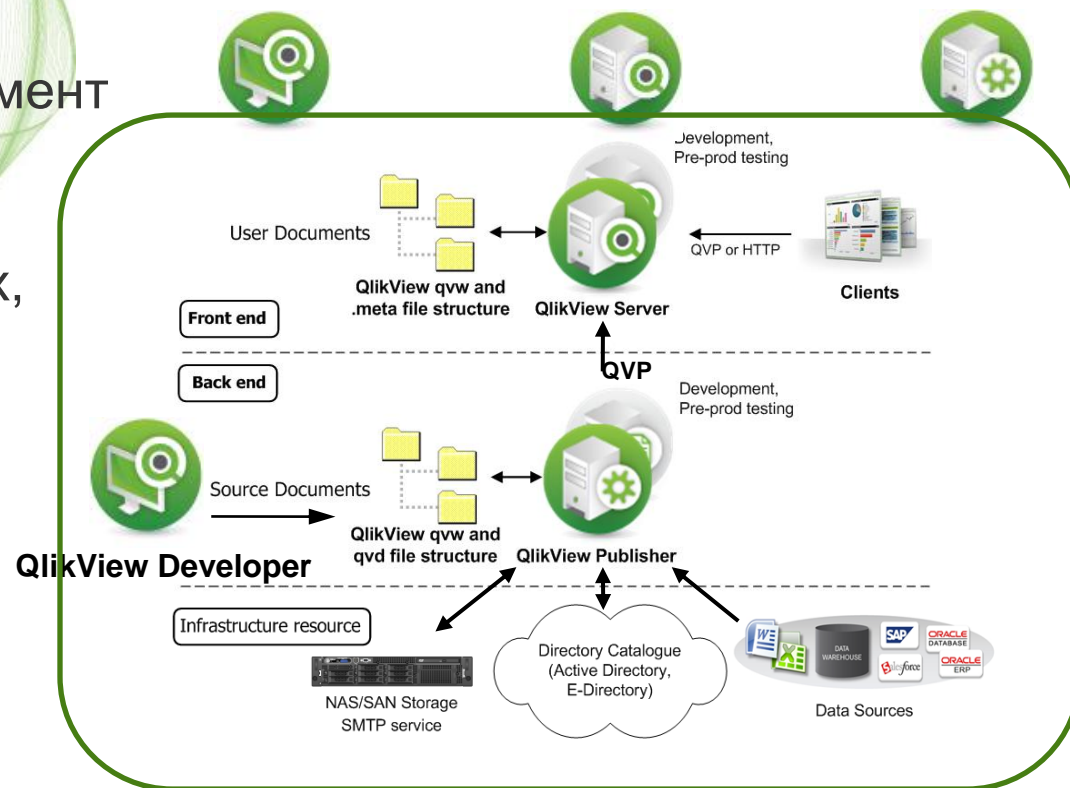 мент
х,
Development,
Pre-prod testing
User Documents
QVP or HTTP
QlikView qvw and
.meta file structure
QlikView Server
Clients
Front end
QVP
Back end
Development,
Pre-prod testing
Source Documents
QlikView qvw and
qvd file structure
QlikView Publisher
QlikView Developer
Infrastructure resource
Directory Catalogue
(Active Directory,
E-Directory)
DATA
WAREHOUSE
SAP
ORACLE
DATABASE
salesforce
ORACLE
ERP
NAS/SAN Storage
SMTP service
Data Sources